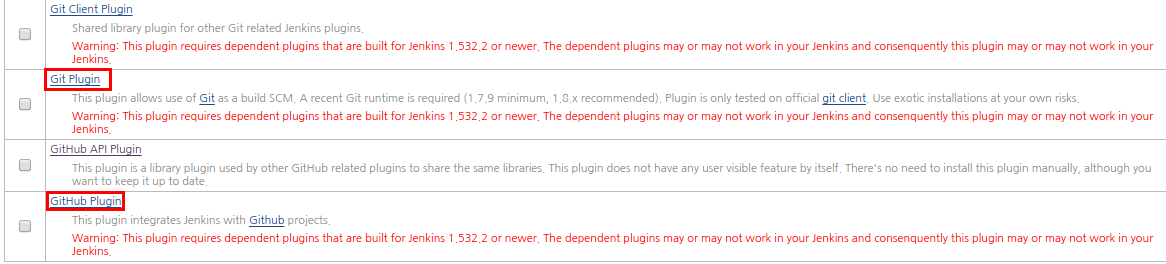 Git Client Plugin
Shared library plugin for other Git related Jenkins plugins.
Warning: This plugin requires dependent plugins that are built for Jenkins 1.532.2 or newer. The dependent plugins may or may not work in your Jenkins and consenquently this plugin may or may not work in your
Jenkins.
Git Plugin
This plugin allows use of Git as a build SCM. A recent Git runtime is required (1.7.9 minimum, 1.8.x recommended). Plugin is only tested on official git client. Use exotic installations at your own risks.
Warning: This plugin requires dependent plugins that are built for Jenkins 1.532.2 or newer. The dependent plugins may or may not work in your Jenkins and consenquently this plugin may or may not work in your
Jenkins.
GitHub API Plugin
This plugin is a library plugin used by other GitHub related plugins to share the same libraries. This plugin does not have any user visible feature by itself. There's no need to install this plugin manually, although you
want to keep it up to date.
GitHub Plugin
This plugin integrates Jenkins with Github projects.
Warning: This plugin requires dependent plugins that are built for Jenkins 1.532.2 or newer. The dependent plugins may or may not work in your Jenkins and consenquently this plugin may or may not work in your
Jenkins.